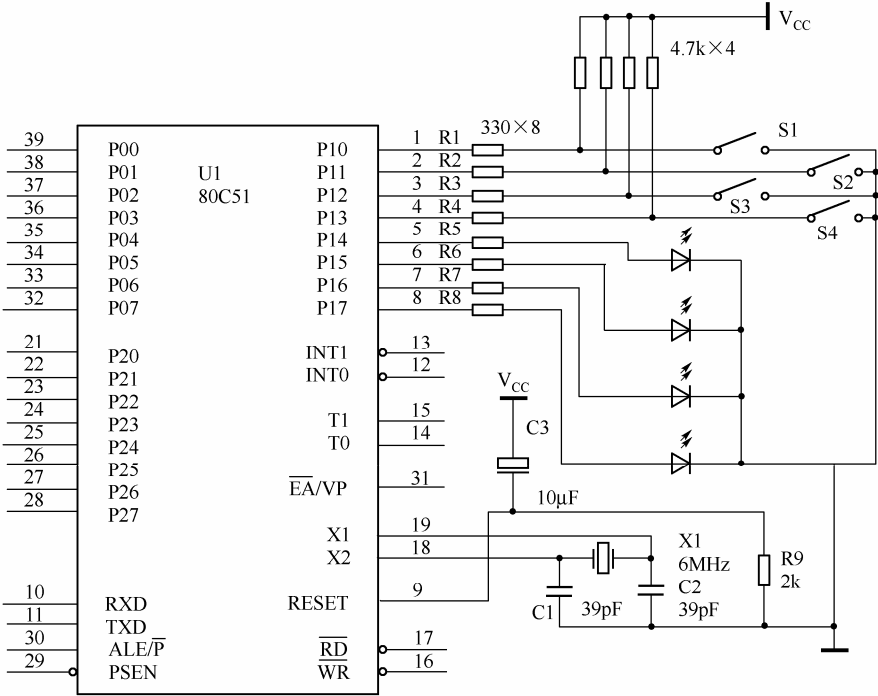 V_CC
4.7k×4
330×8
39 P00 U1 P10 1 R1 S1
38 P01 80C51 P11 2 R2 S2
37 P02 P12 3 R3 S3
36 P03 P13 4 R4 S4
35 P04 P14 5 R5
34 P05 P15 6 R6
33 P06 P16 7 R7
32 P07 P17 8 R8
21 P20 INT1 13
22 P21 INT0 12
23 P22 V_CC
24 P23 T1 15 C3
25 P24 T0 14
26 P25
27 P26 E̅A̅/VP 31
28 P27 10μF
X1 19 X1
X2 18 6MHz R9
C2 2k
10 RXD RESET 9 C1 39pF 39pF
11 TXD
30 ALE/P̅ R̅D̅ 17
29 PSEN W̅R̅ 16